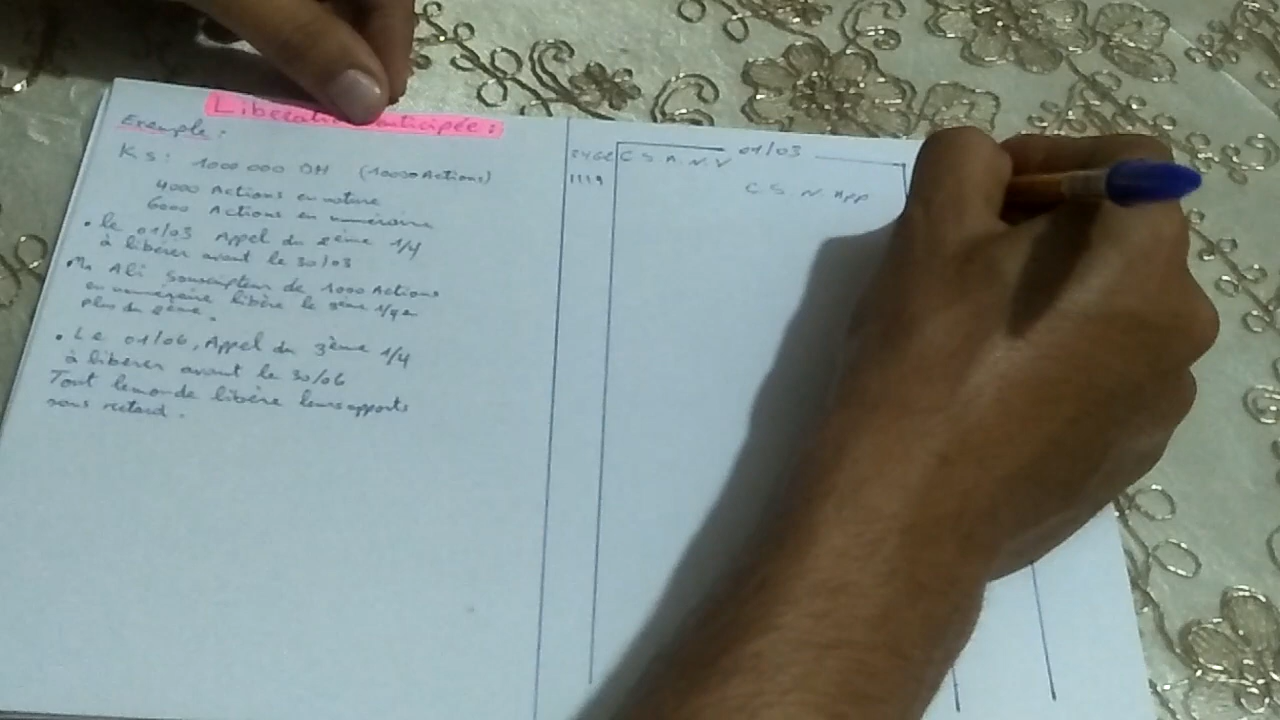 Libération anticipée :
Exemple :
KS : 1000 000 DH (10000 Actions)
4000 Actions en nature
6000 Actions en numéraire
• le 01/03 Appel du 2ème 1/4
à libérer avant le 30/03
Mr Ali souscripteur de 1000 Actions
en numéraire libère le 3ème 1/4 en
plus du 2ème.
• Le 01/06, Appel du 3ème 1/4
à libérer avant le 30/06
Tout le monde libère leurs apports
sans retard.
01/03
3462 C.S.A.N.V
1119 C.S.N.App